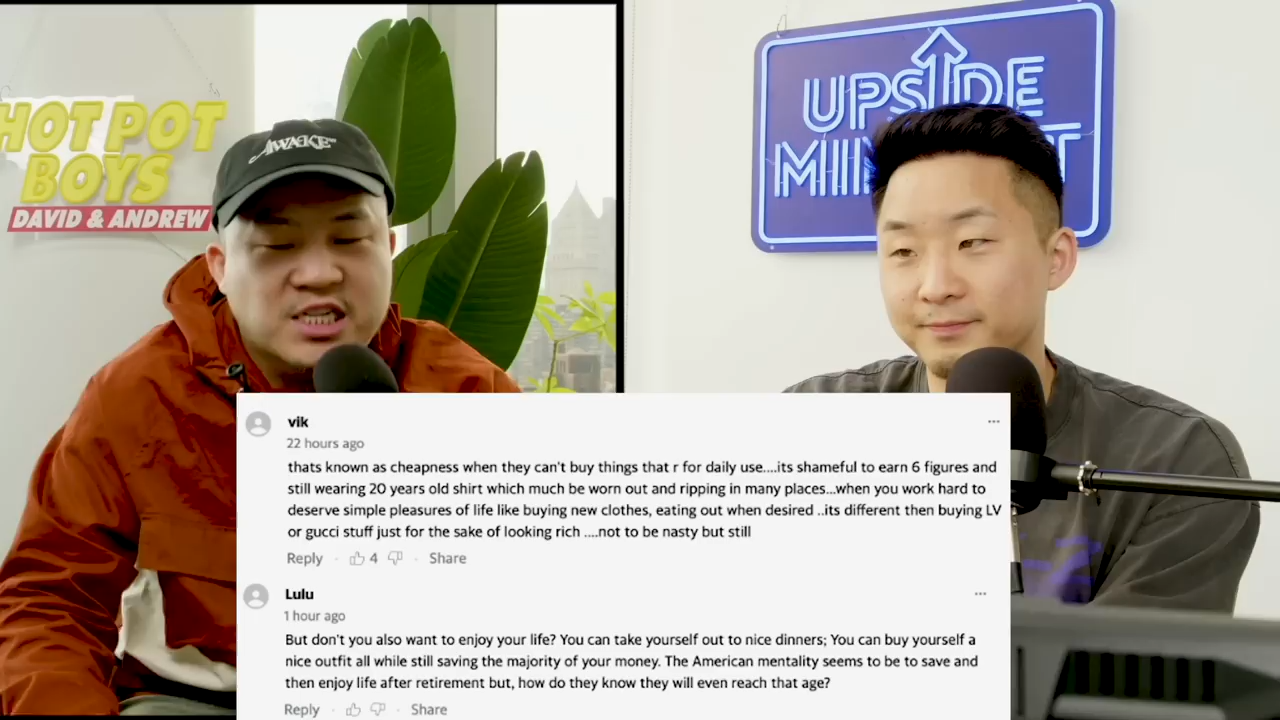 HOT POT
BOYS
DAVID & ANDREW
AWAKE
UPSIDE
vik
22 hours ago
thats known as cheapness when they can't buy things that r for daily use....its shameful to earn 6 figures and
still wearing 20 years old shirt which much be worn out and ripping in many places...when you work hard to
deserve simple pleasures of life like buying new clothes, eating out when desired ..its different then buying LV
or gucci stuff just for the sake of looking rich ....not to be nasty but still
Reply · 4 · Share
Lulu
1 hour ago
But don't you also want to enjoy your life? You can take yourself out to nice dinners; You can buy yourself a
nice outfit all while still saving the majority of your money. The American mentality seems to be to save and
then enjoy life after retirement but, how do they know they will even reach that age?
Reply · · Share